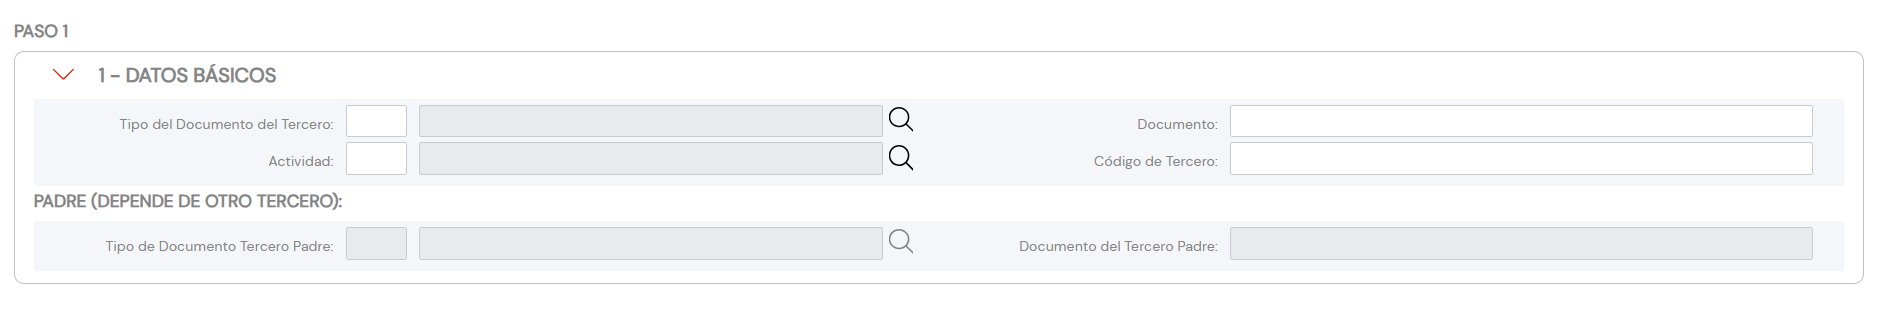 PASO 1
1 - DATOS BÁSICOS
Tipo del Documento del Tercero: Documento:
Actividad: Código de Tercero:
PADRE (DEPENDE DE OTRO TERCERO):
Tipo de Documento Tercero Padre: Documento del Tercero Padre: